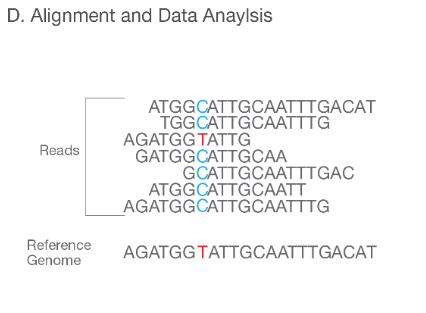 D. Alignment and Data Anaylsis
ATGGCATTGCAATTTGACAT
TGGCATTGCAATTTG
AGATGGTATTG
Reads
GATGGCATTGCAA
GCATTGCAATTTGAC
ATGGCATTGCAATT
AGATGGCATTGCAATTTG
Reference
Genome
AGATGGTATTGCAATTTGACAT